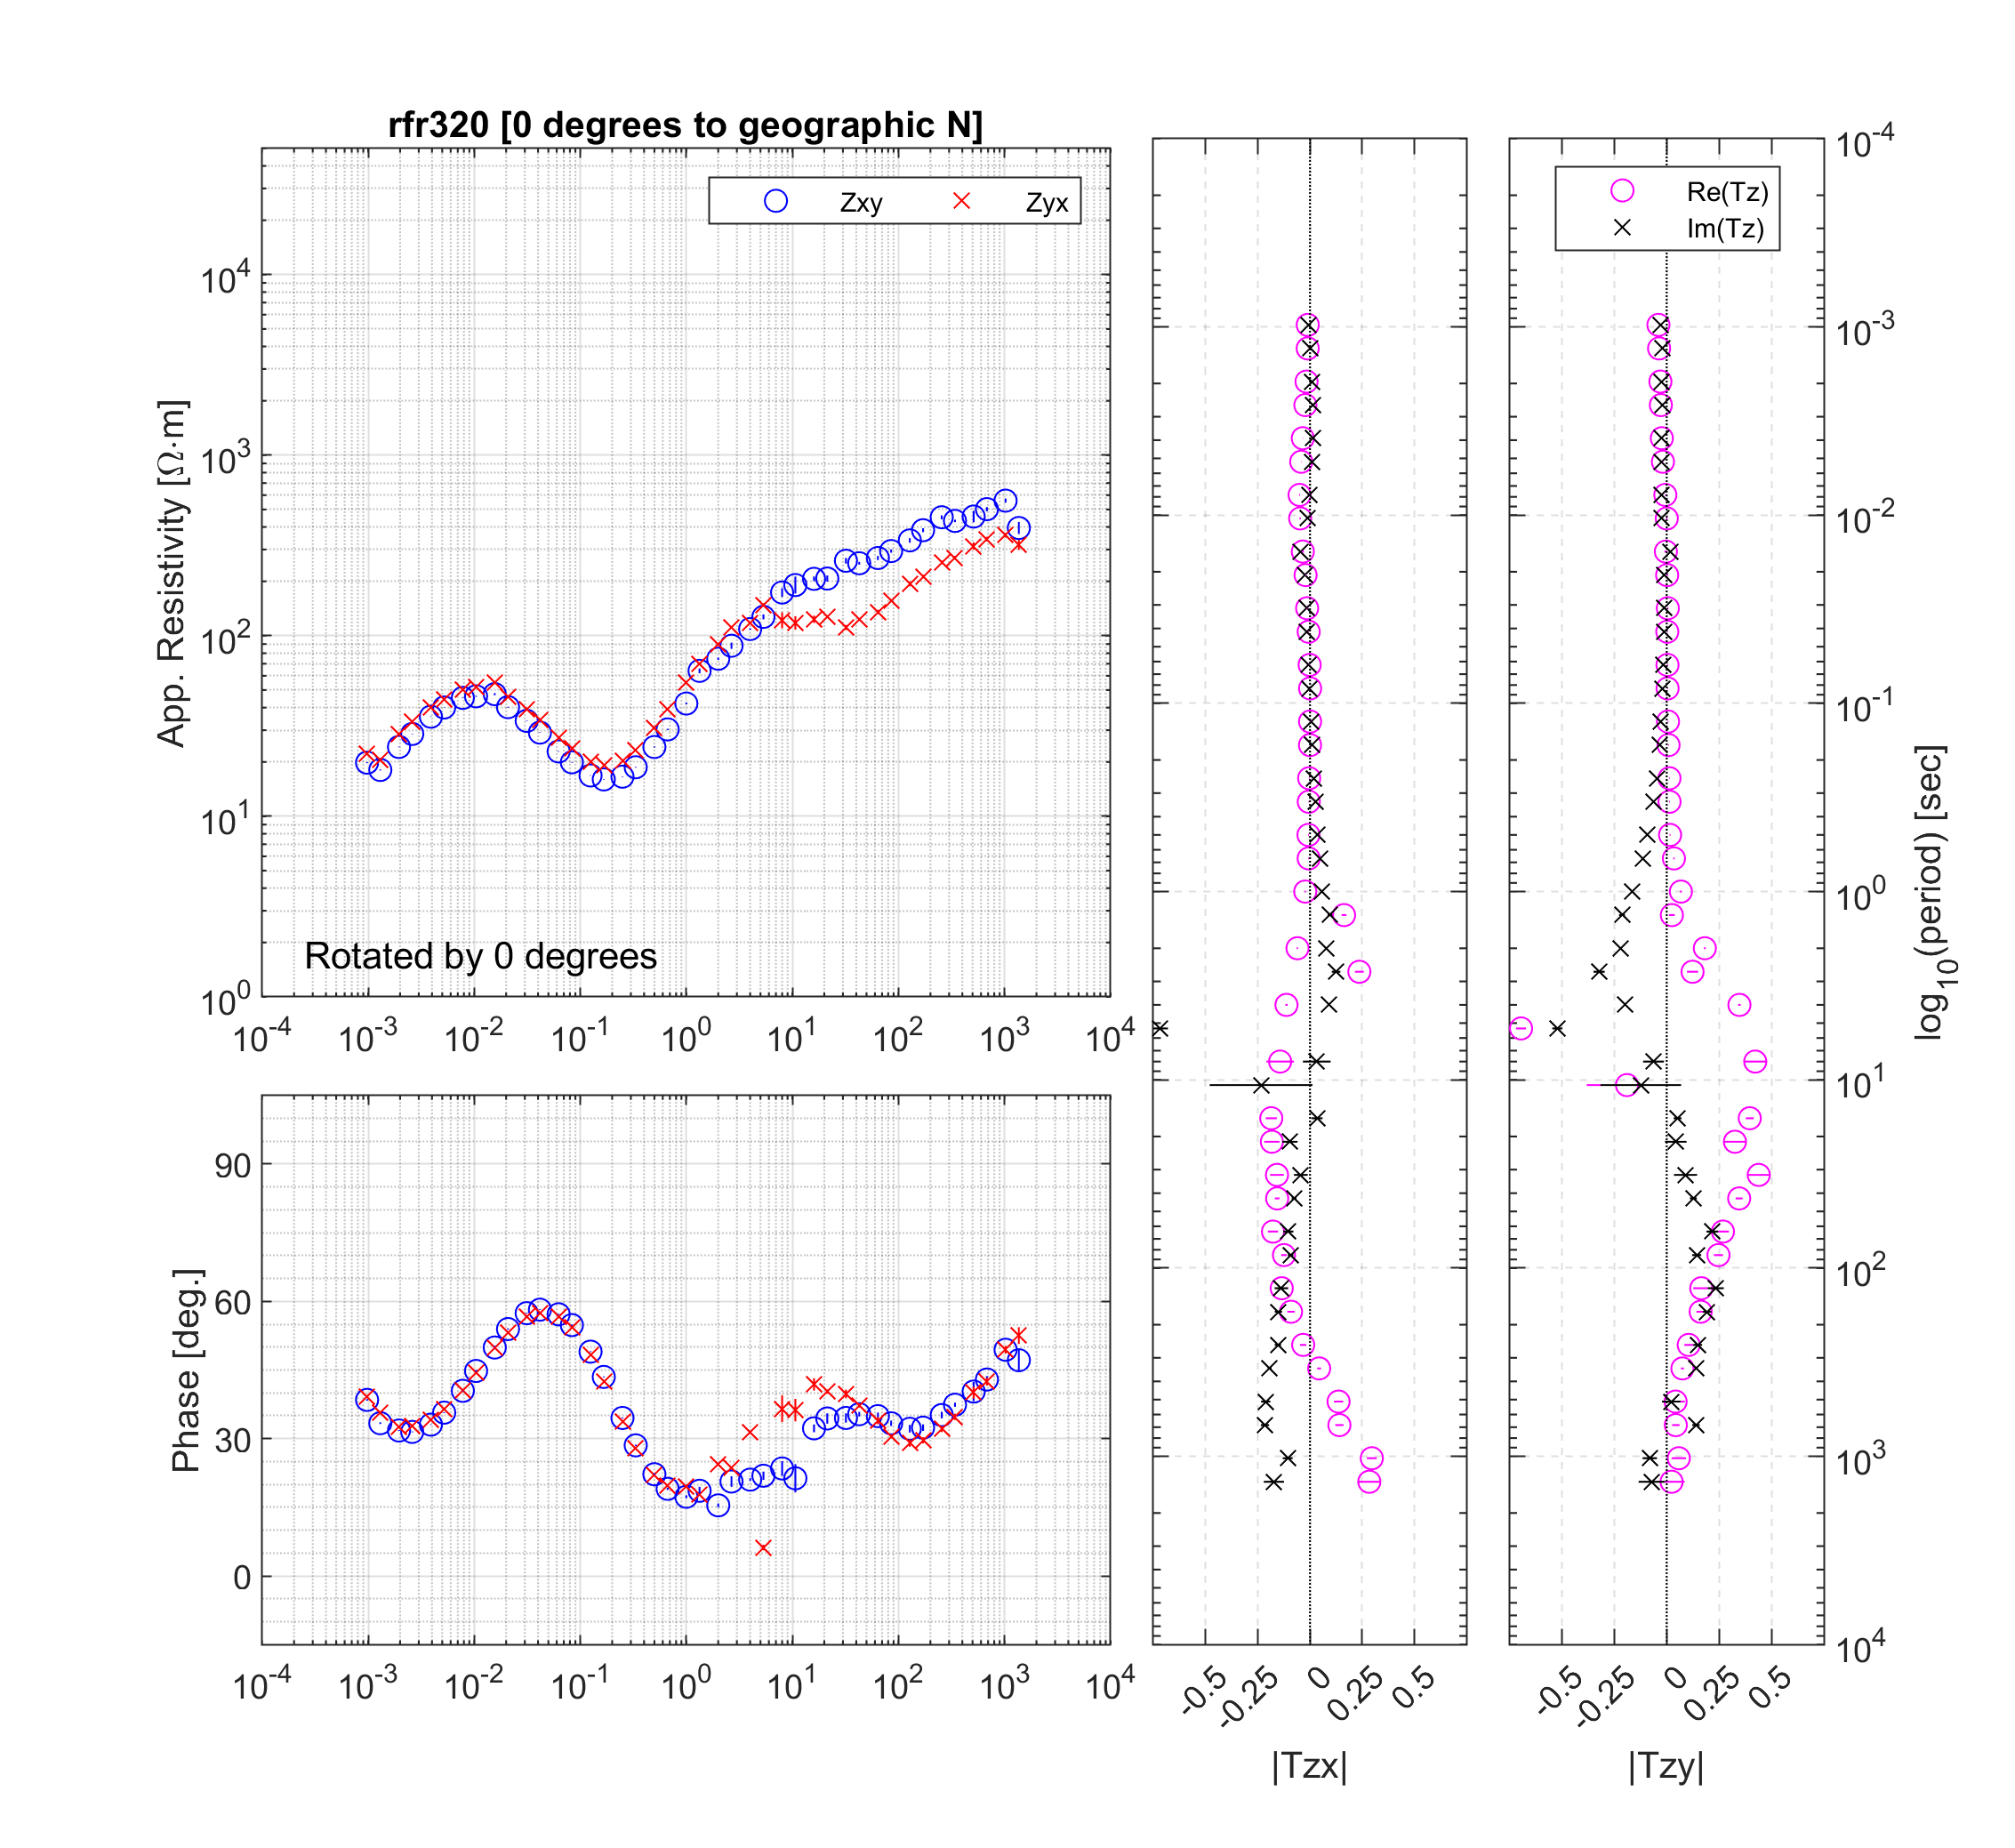 rfr320 [0 degrees to geographic N]
Zxy Zyx
App. Resistivity [Ω·m]
10^4
10^3
10^2
10^1
10^0
Rotated by 0 degrees
10^-4 10^-3 10^-2 10^-1 10^0 10^1 10^2 10^3 10^4
Phase [deg.]
90
60
30
0
10^-4 10^-3 10^-2 10^-1 10^0 10^1 10^2 10^3 10^4
-0.5 -0.25 0 0.25 0.5
|Tzx|
Re(Tz)
Im(Tz)
-0.5 -0.25 0 0.25 0.5
|Tzy|
10^-4
10^-3
10^-2
10^-1
10^0
10^1
10^2
10^3
10^4
log_10(period) [sec]